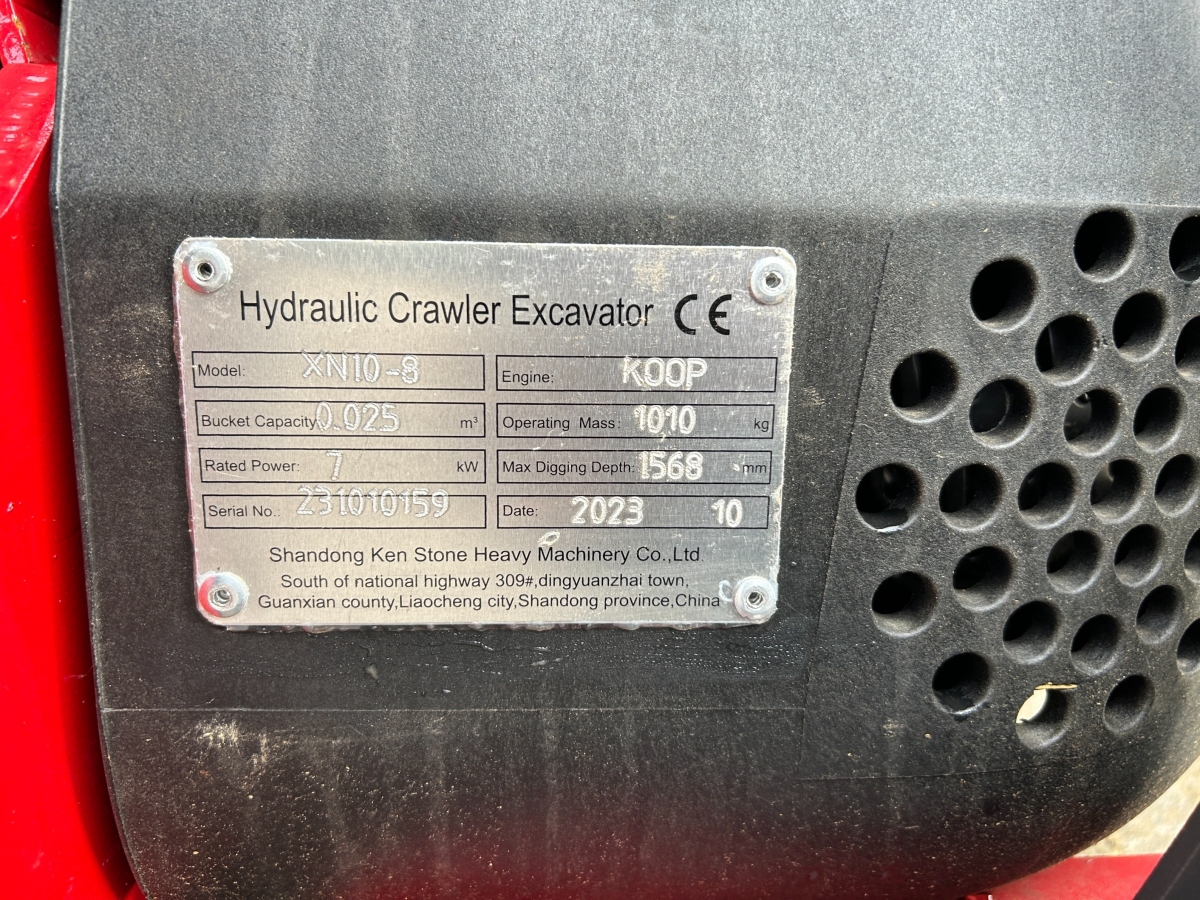 Hydraulic Crawler Excavator CE
Model: XN10-8 Engine: KOOP
Bucket Capacity 0.025 m³ Operating Mass: 1010 kg
Rated Power: 7 kW Max Digging Depth: 1568 mm
Serial No.: 231010159 Date: 2023 10
Shandong Ken Stone Heavy Machinery Co.,Ltd.
South of national highway 309#,dingyuanzhai town,
Guanxian county,Liaocheng city,Shandong province,China